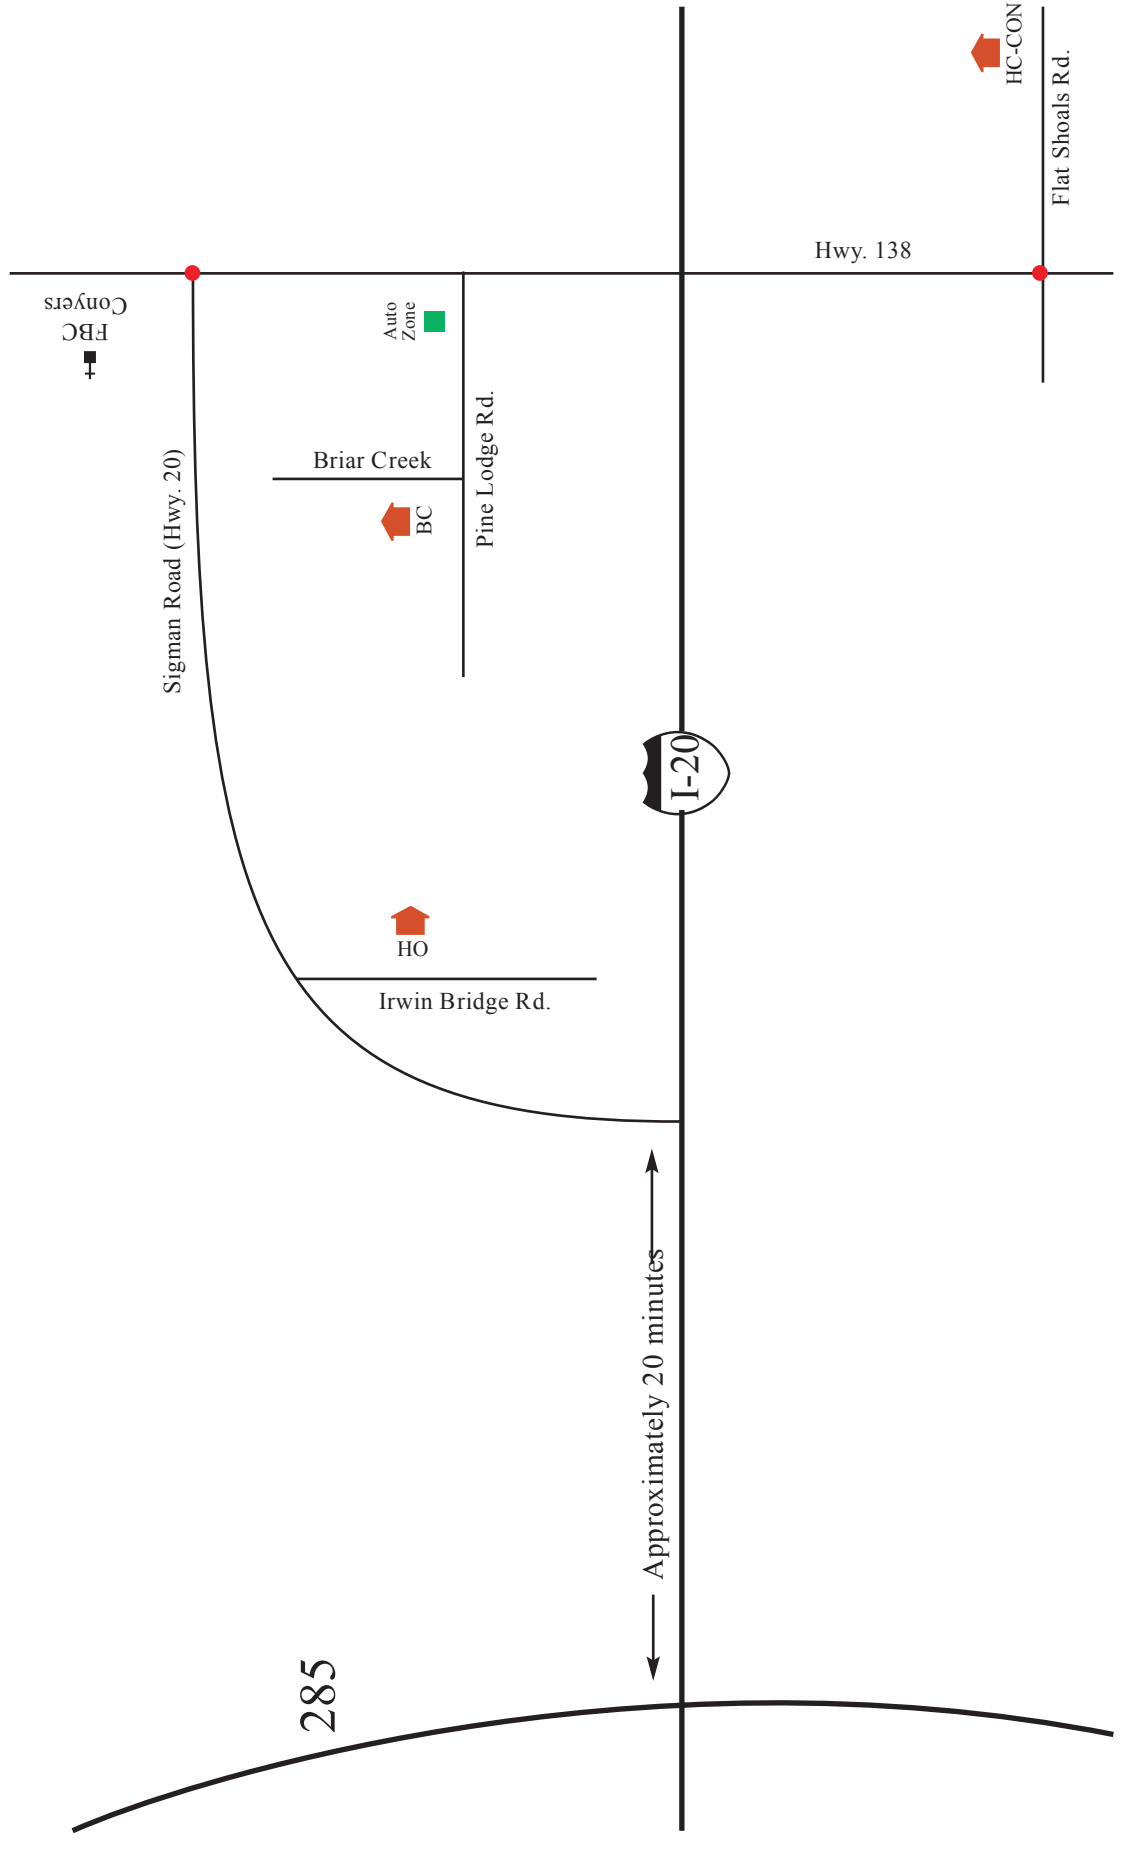 HC-CON
Flat Shoals Rd.
Hwy. 138
FBC
Conyers
Auto
Zone
Briar Creek
BC
Pine Lodge Rd.
Sigman Road (Hwy. 20)
I-20
HO
Irwin Bridge Rd.
Approximately 20 minutes
285